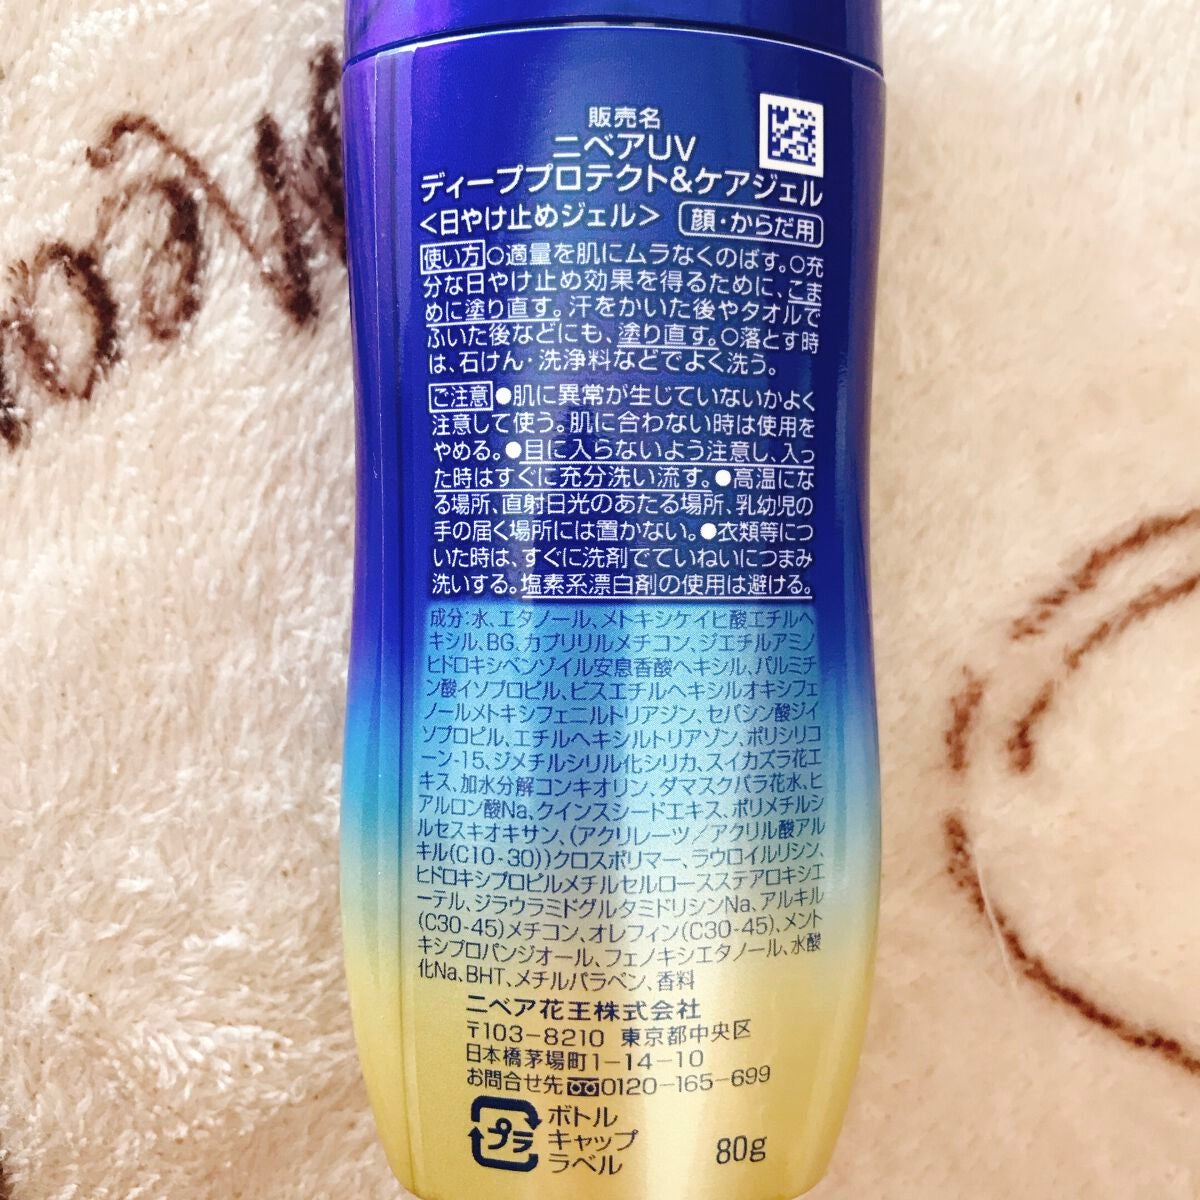 販売名
ニベアUV
ディーププロテクト&ケアジェル
<日やけ止めジェル> 顔・からだ用
使い方 ○適量を肌にムラなくのばす。○充
分な日やけ止め効果を得るために、こま
めに塗り直す。汗をかいた後やタオルで
ふいた後などにも、塗り直す。○落とす時
は、石けん・洗浄料などでよく洗う。
ご注意 ●肌に異常が生じていないかよく
注意して使う。肌に合わない時は使用を
やめる。●目に入らないよう注意し、入っ
た時はすぐに充分洗い流す。●高温にな
る場所、直射日光のあたる場所、乳幼児の
手の届く場所には置かない。●衣類等につ
いた時は、すぐに洗剤でていねいにつまみ
洗いする。塩素系漂白剤の使用は避ける。
成分:水、エタノール、メトキシケイヒ酸エチルヘ
キシル、BG、カプリリルメチコン、ジエチルアミノ
ヒドロキシベンゾイル安息香酸ヘキシル、パルミチ
ン酸イソプロピル、ビスエチルヘキシルオキシフェ
ノールメトキシフェニルトリアジン、セバシン酸ジイ
ソプロピル、エチルヘキシルトリアゾン、ポリシリコ
ーン-15、ジメチルシリル化シリカ、スイカズラ花エ
キス、加水分解コンキオリン、ダマスクバラ花水、ヒ
アルロン酸Na、クインスシードエキス、ポリメチルシ
ルセスキオキサン、(アクリレーツ/アクリル酸アル
キル(C10-30))クロスポリマー、ラウロイルリシン、
ヒドロキシプロピルメチルセルロースステアロキシエ
ーテル、ジラウラミドグルタミドリシンNa、アルキル
(C30-45)メチコン、オレフィン(C30-45)、メント
キシプロパンジオール、フェノキシエタノール、水酸
化Na、BHT、メチルパラベン、香料
ニベア花王株式会社
〒103-8210 東京都中央区
日本橋茅場町1-14-10
お問合せ先 0120-165-699
プラ
ボトル
キャップ
ラベル
80g